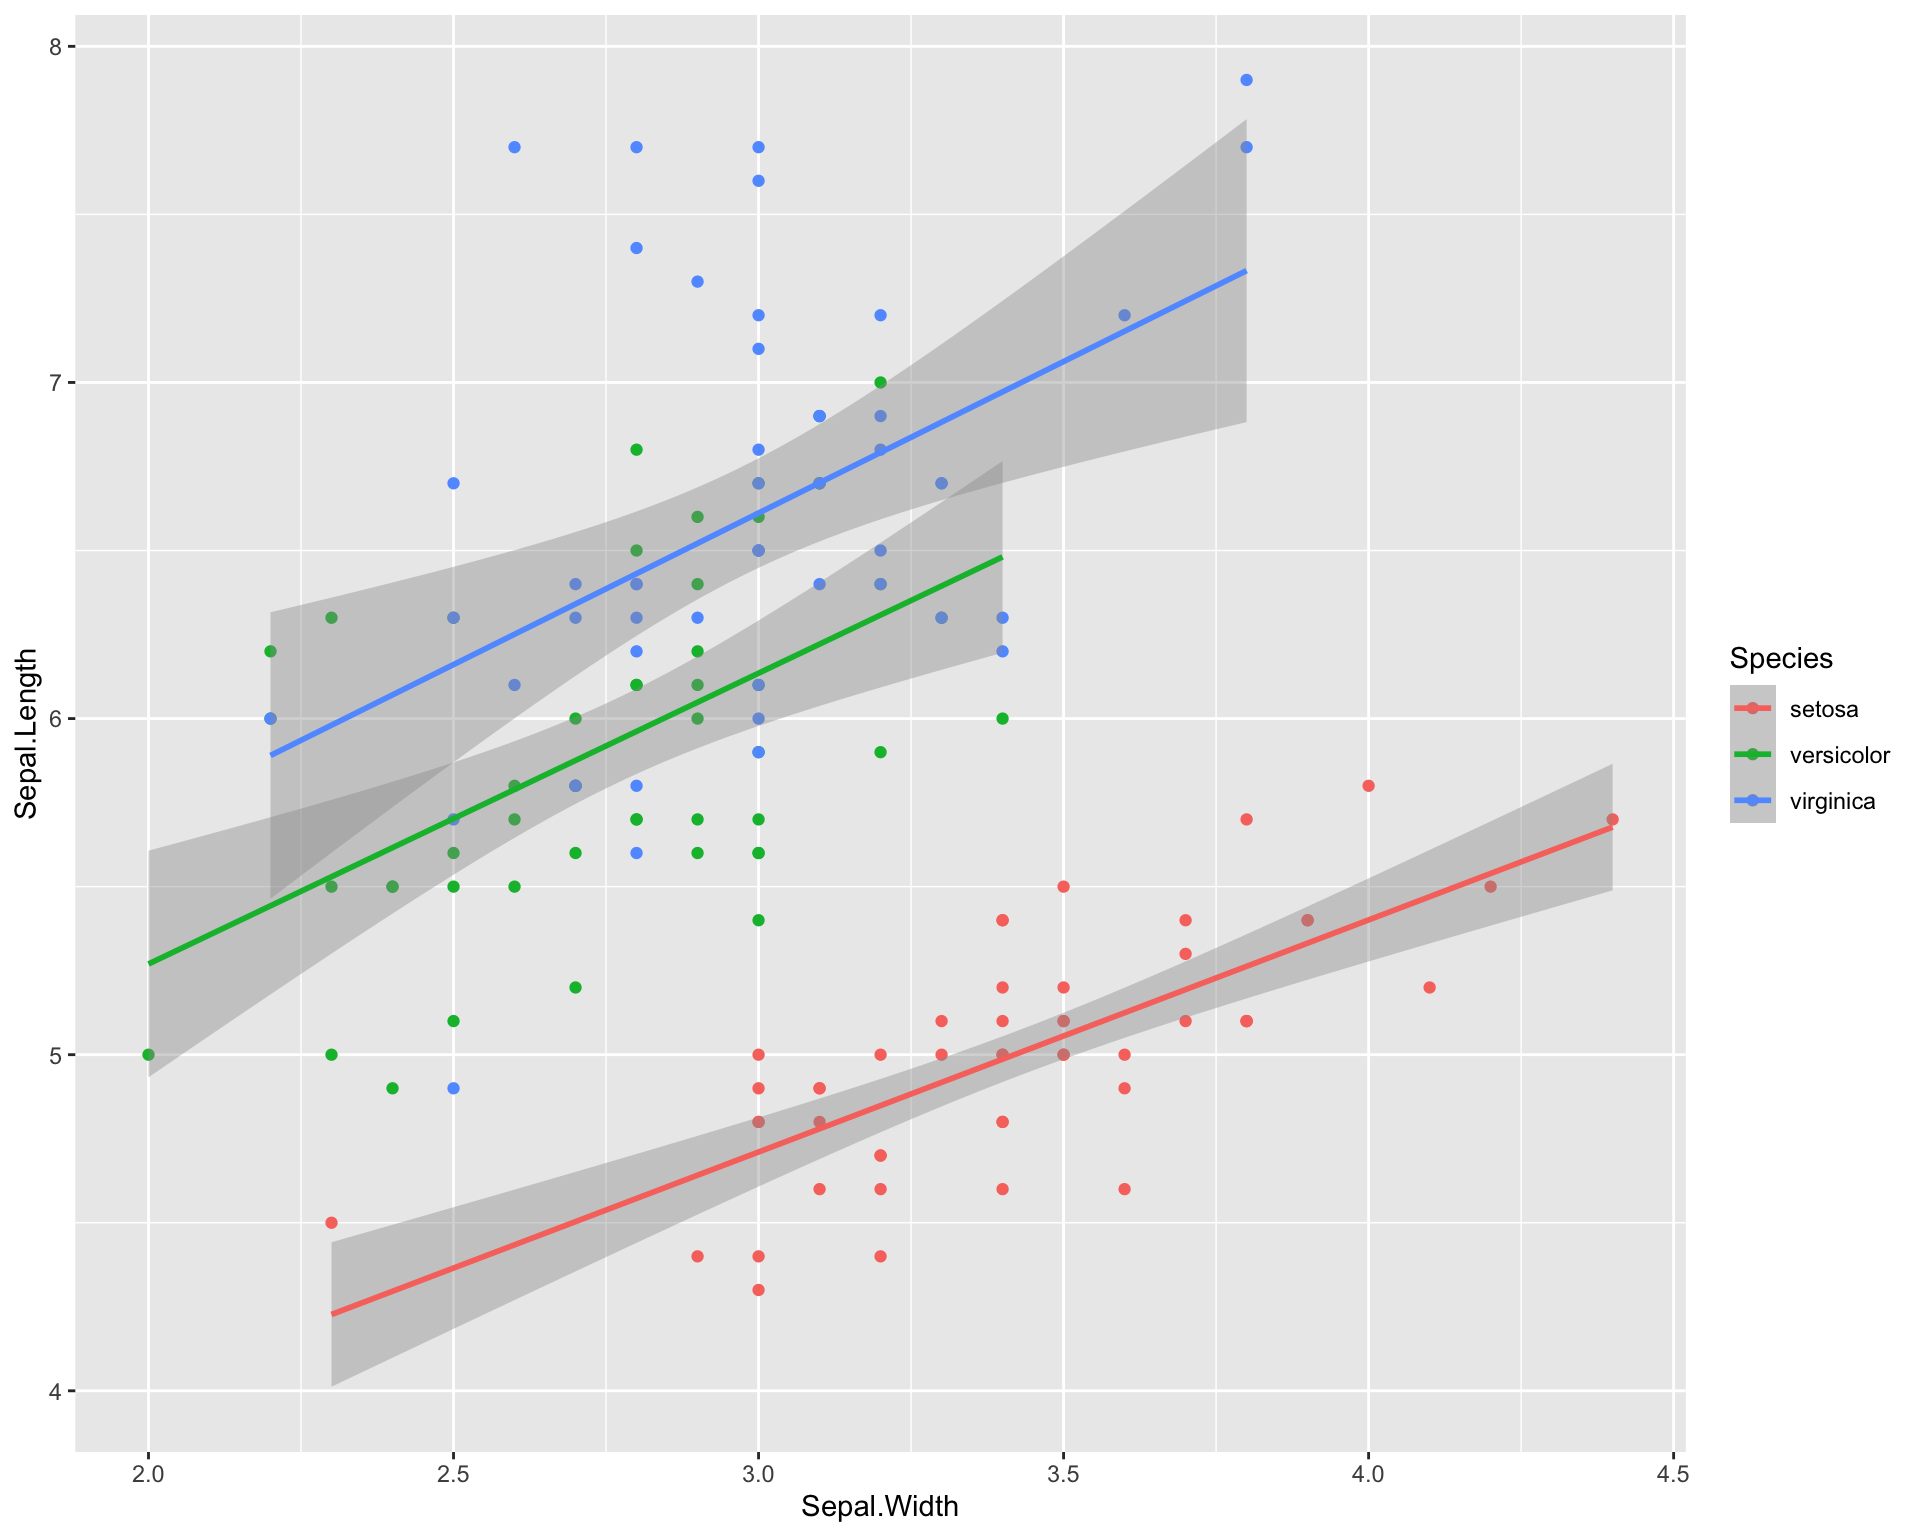 8
7
6
5
4
Sepal.Length
2.0 2.5 3.0 3.5 4.0 4.5
Sepal.Width
Species
setosa
versicolor
virginica